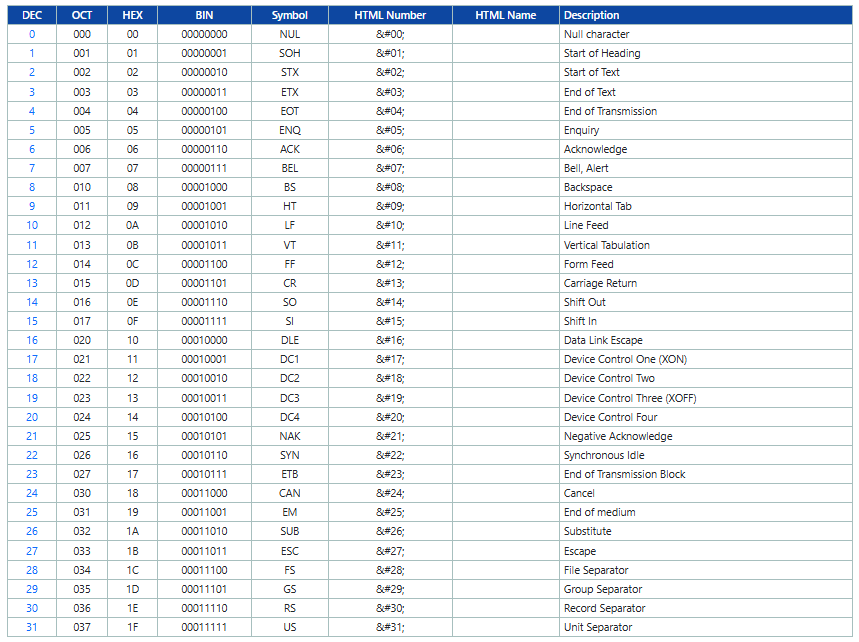 DEC OCT HEX BIN Symbol HTML Number HTML Name Description
0 000 00 00000000 NUL &#00; Null character
1 001 01 00000001 SOH &#01; Start of Heading
2 002 02 00000010 STX &#02; Start of Text
3 003 03 00000011 ETX &#03; End of Text
4 004 04 00000100 EOT &#04; End of Transmission
5 005 05 00000101 ENQ &#05; Enquiry
6 006 06 00000110 ACK &#06; Acknowledge
7 007 07 00000111 BEL &#07; Bell, Alert
8 010 08 00001000 BS &#08; Backspace
9 011 09 00001001 HT &#09; Horizontal Tab
10 012 0A 00001010 LF &#10; Line Feed
11 013 0B 00001011 VT &#11; Vertical Tabulation
12 014 0C 00001100 FF &#12; Form Feed
13 015 0D 00001101 CR &#13; Carriage Return
14 016 0E 00001110 SO &#14; Shift Out
15 017 0F 00001111 SI &#15; Shift In
16 020 10 00010000 DLE &#16; Data Link Escape
17 021 11 00010001 DC1 &#17; Device Control One (XON)
18 022 12 00010010 DC2 &#18; Device Control Two
19 023 13 00010011 DC3 &#19; Device Control Three (XOFF)
20 024 14 00010100 DC4 &#20; Device Control Four
21 025 15 00010101 NAK &#21; Negative Acknowledge
22 026 16 00010110 SYN &#22; Synchronous Idle
23 027 17 00010111 ETB &#23; End of Transmission Block
24 030 18 00011000 CAN &#24; Cancel
25 031 19 00011001 EM &#25; End of medium
26 032 1A 00011010 SUB &#26; Substitute
27 033 1B 00011011 ESC &#27; Escape
28 034 1C 00011100 FS &#28; File Separator
29 035 1D 00011101 GS &#29; Group Separator
30 036 1E 00011110 RS &#30; Record Separator
31 037 1F 00011111 US &#31; Unit Separator